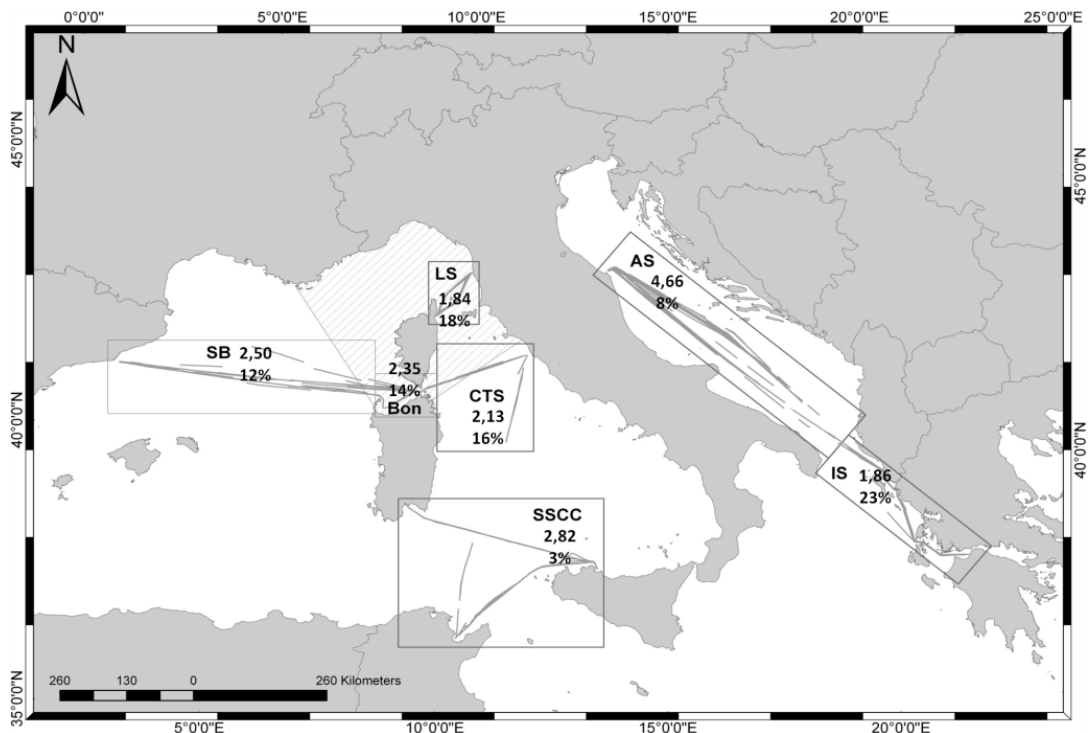 0°0'0" 5°0'0"E 10°0'0"E 15°0'0"E 20°0'0"E 25°0'0"E
N
45°0'0"N 45°0'0"N
AS
4,66
8%
LS
1,84
18%
SB 2,50
12%
2,35
14%
Bon
CTS
2,13
16%
40°0'0"N 40°0'0"N
IS 1,86
23%
SSCC
2,82
3%
260 130 0 260 Kilometers
35°0'0"N 35°0'0"N
5°0'0"E 10°0'0"E 15°0'0"E 20°0'0"E